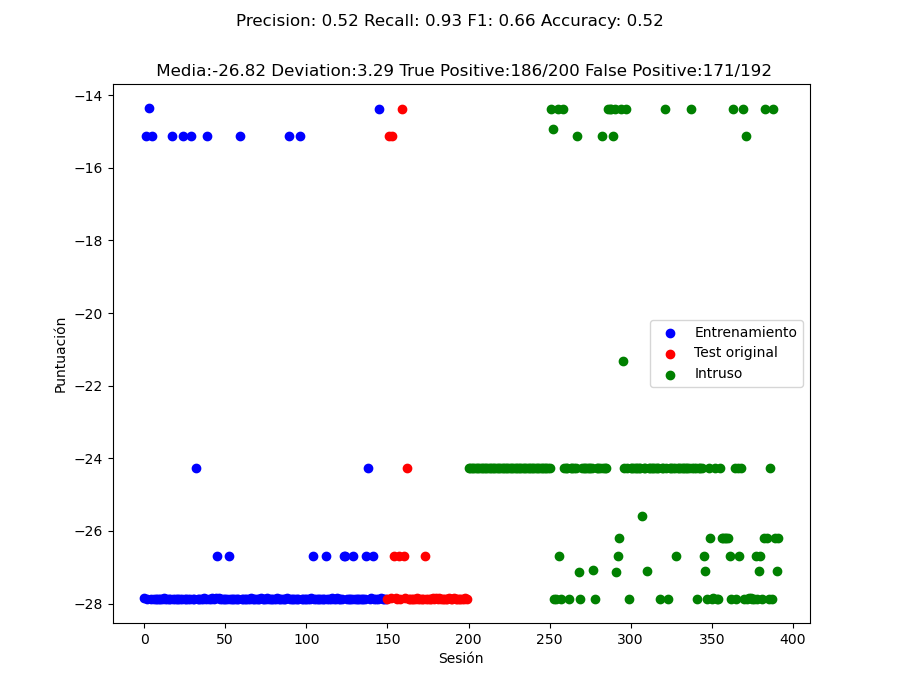 Precision: 0.52 Recall: 0.93 F1: 0.66 Accuracy: 0.52
Media:-26.82 Deviation:3.29 True Positive:186/200 False Positive:171/192
Puntuación
−14
−16
−18
−20
−22
−24
−26
−28
Entrenamiento
Test original
Intruso
0 50 100 150 200 250 300 350 400
Sesión